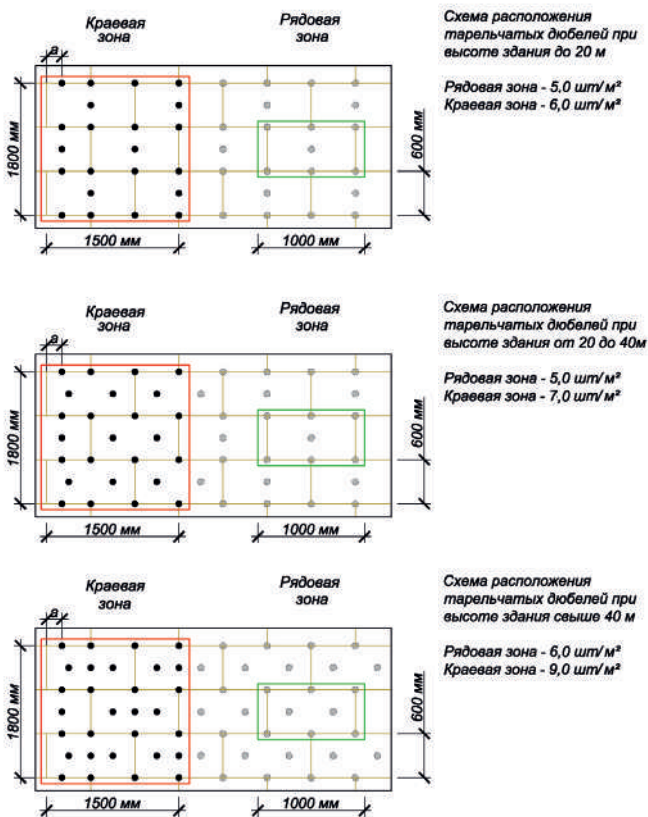 Краевая
зона
Рядовая
зона
Схема расположения
тарельчатых дюбелей при
высоте здания до 20 м
Рядовая зона - 5,0 шт/м²
Краевая зона - 6,0 шт/м²
a
1800 мм
600 мм
1500 мм
1000 мм
Краевая
зона
Рядовая
зона
Схема расположения
тарельчатых дюбелей при
высоте здания от 20 до 40м
Рядовая зона - 5,0 шт/м²
Краевая зона - 7,0 шт/м²
a
1800 мм
600 мм
1500 мм
1000 мм
Краевая
зона
Рядовая
зона
Схема расположения
тарельчатых дюбелей при
высоте здания свыше 40 м
Рядовая зона - 6,0 шт/м²
Краевая зона - 9,0 шт/м²
a
1800 мм
600 мм
1500 мм
1000 мм